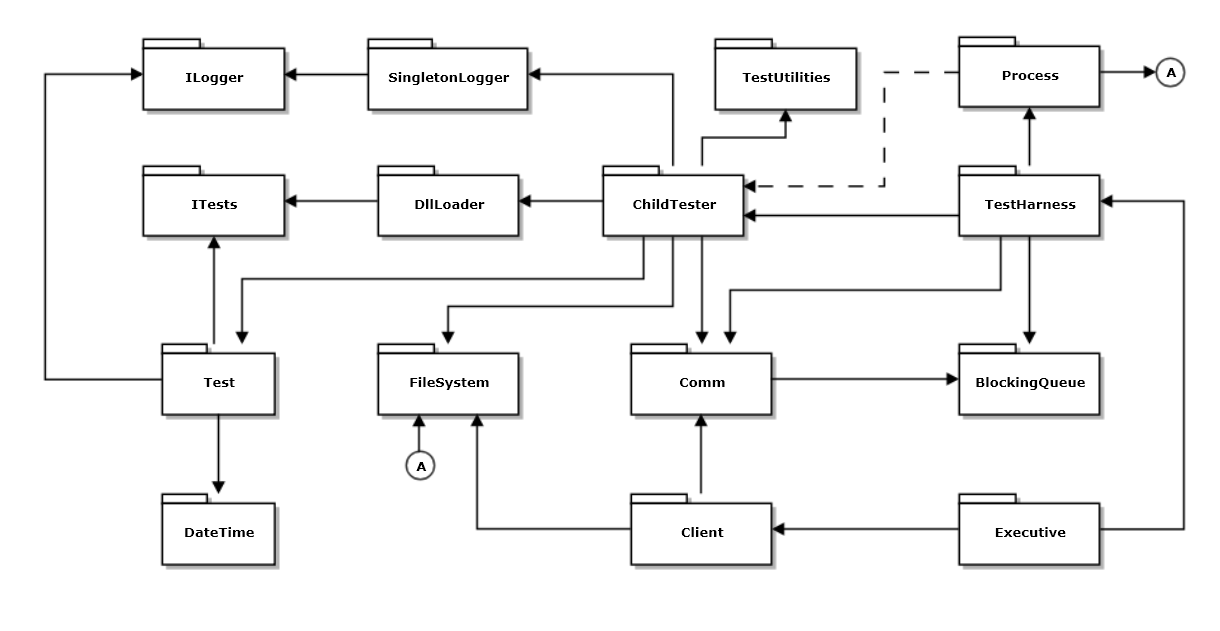 ILogger
SingletonLogger
TestUtilities
Process
A
ITests
DllLoader
ChildTester
TestHarness
Test
FileSystem
Comm
BlockingQueue
A
DateTime
Client
Executive